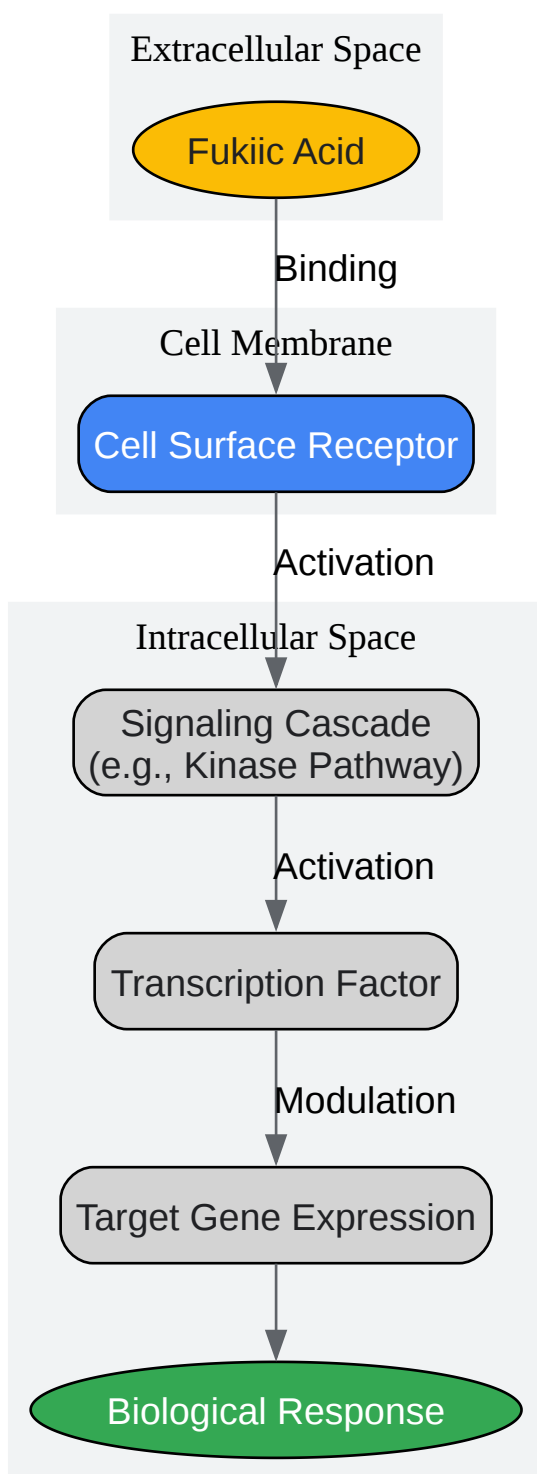 Extracellular Space
Fukiic Acid
Binding
Cell Membrane
Cell Surface Receptor
Activation
Intracellular Space
Signaling Cascade
(e.g., Kinase Pathway)
Activation
Transcription Factor
Modulation
Target Gene Expression
Biological Response